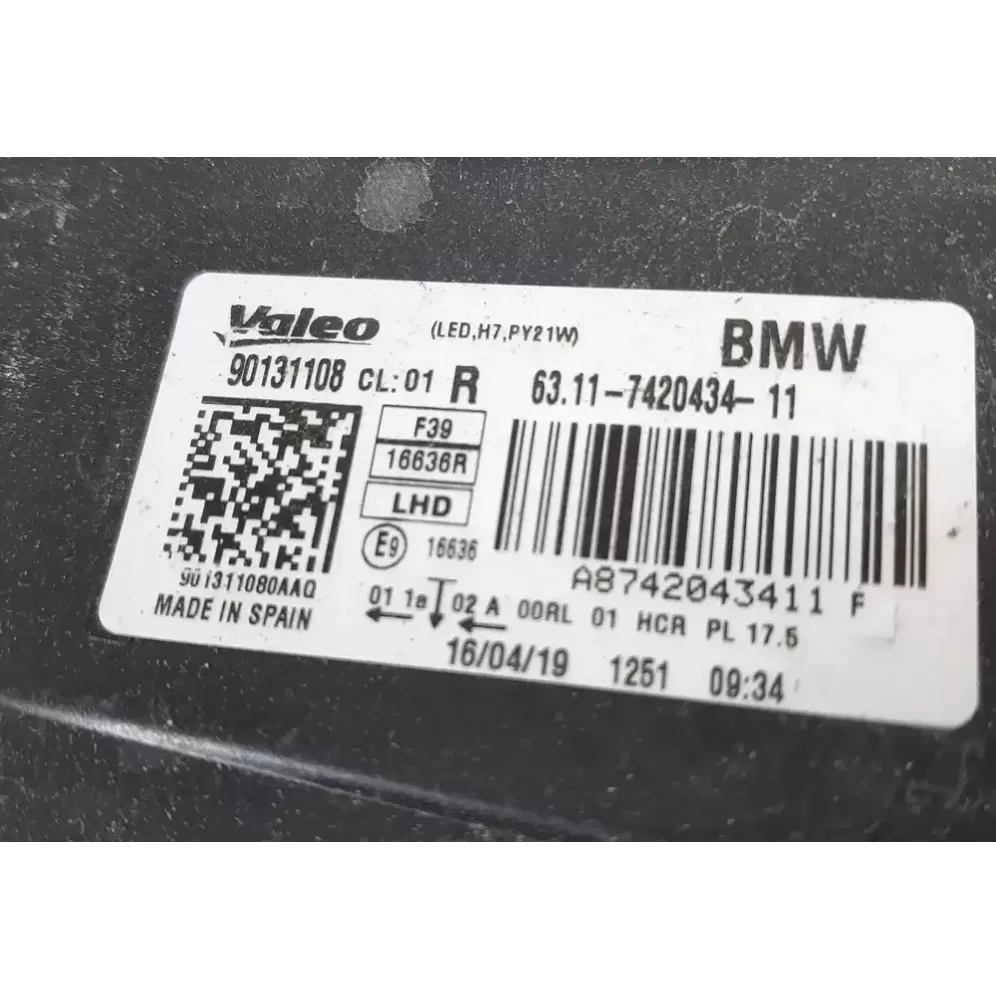 Valeo (LED,H7,PY21W) BMW
90131108 CL:01 R 63.11-7420434-11
F39
16636R
LHD
E9 16636
901311080AAQ
A8742043411 F
MADE IN SPAIN
01 1a 02 A 00RL 01 HCR PL 17.5
16/04/19 1251 09:34